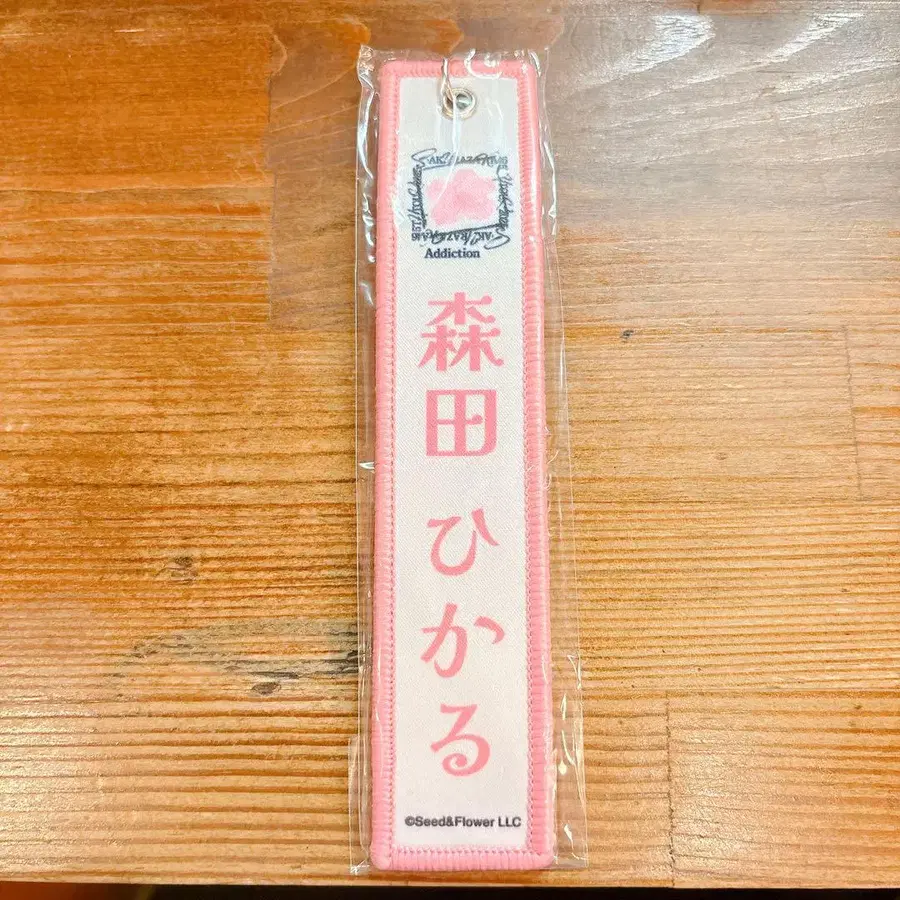 Addiction
森田 ひかる
©Seed&Flower LLC